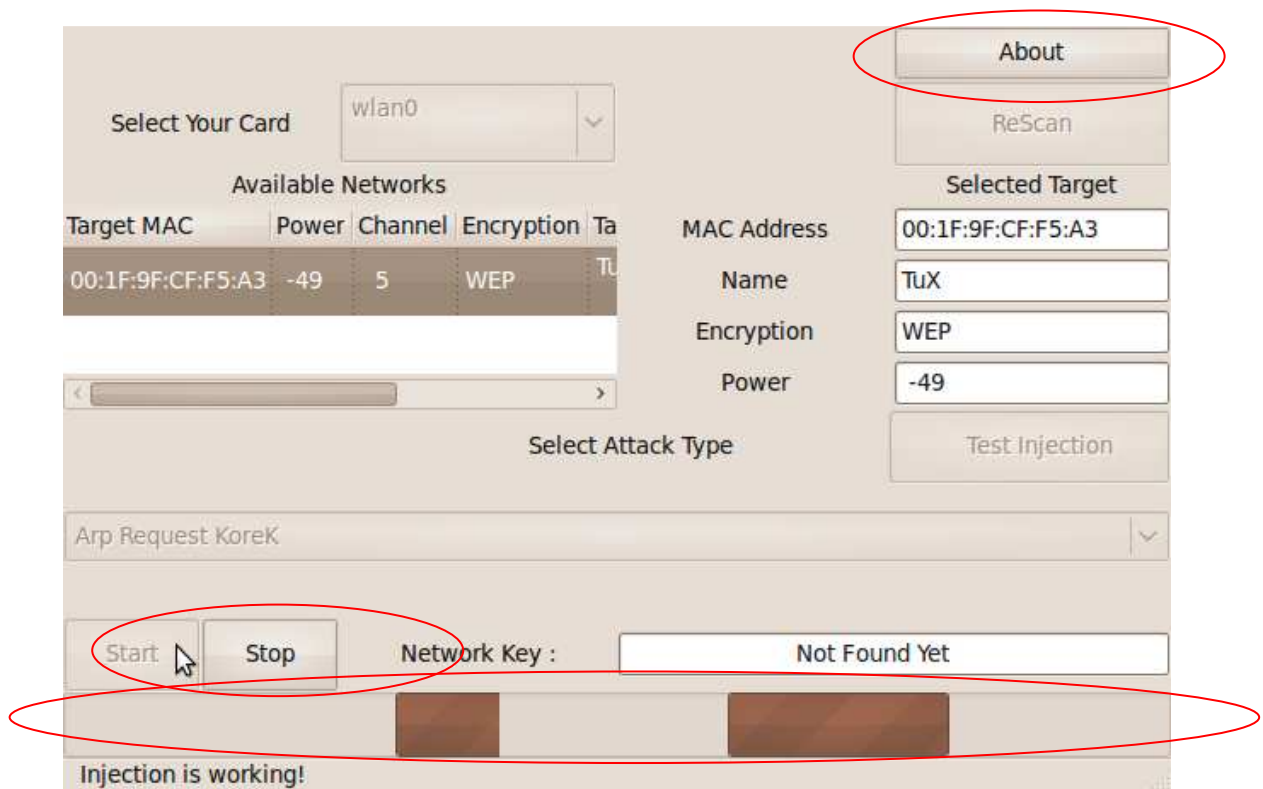 About
Select Your Card
wlan0
ReScan
Available Networks
Selected Target
Target MAC Power Channel Encryption Ta
00:1F:9F:CF:F5:A3 -49 5 WEP Tu
MAC Address 00:1F:9F:CF:F5:A3
Name TuX
Encryption WEP
Power -49
Select Attack Type
Test Injection
Arp Request KoreK
Start Stop Network Key : Not Found Yet
Injection is working!